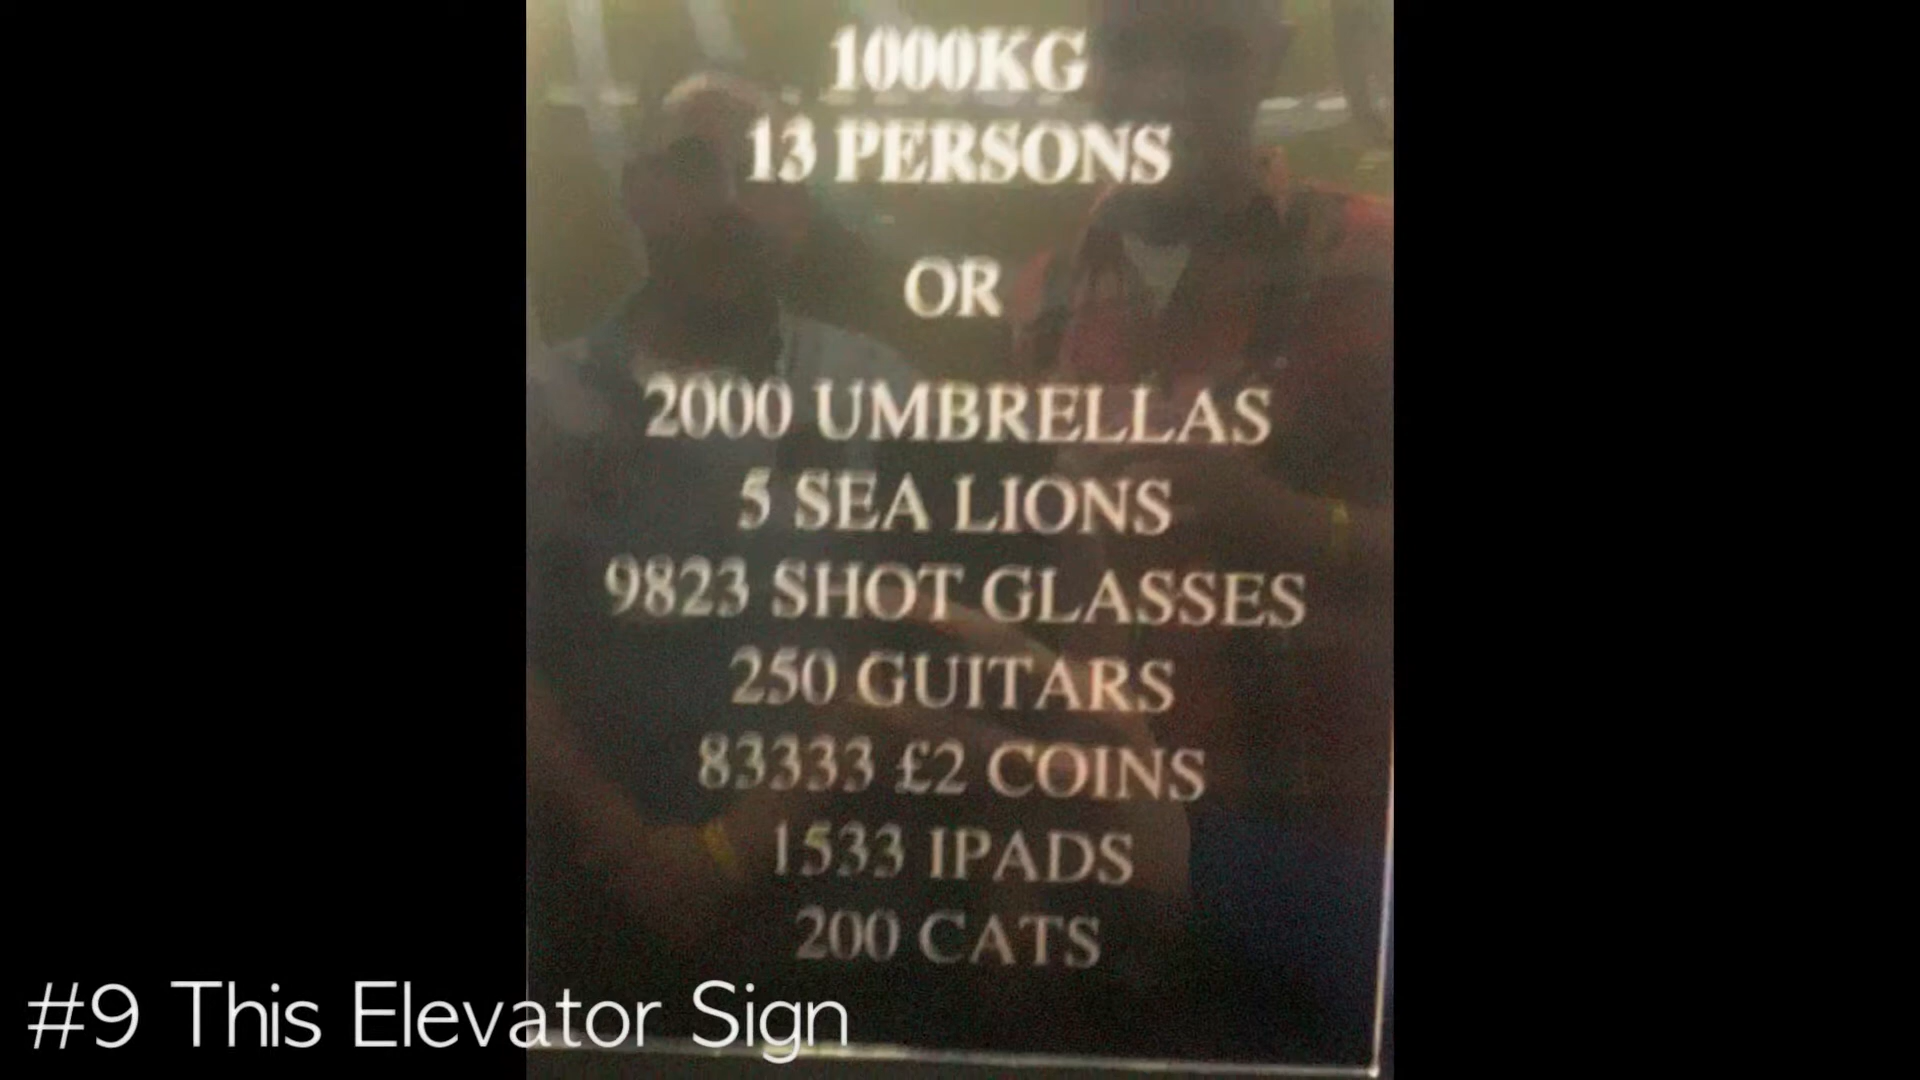 1000KG
13 PERSONS
OR
2000 UMBRELLAS
5 SEA LIONS
9823 SHOT GLASSES
250 GUITARS
83333 £2 COINS
1533 IPADS
200 CATS
#9 This Elevator Sign